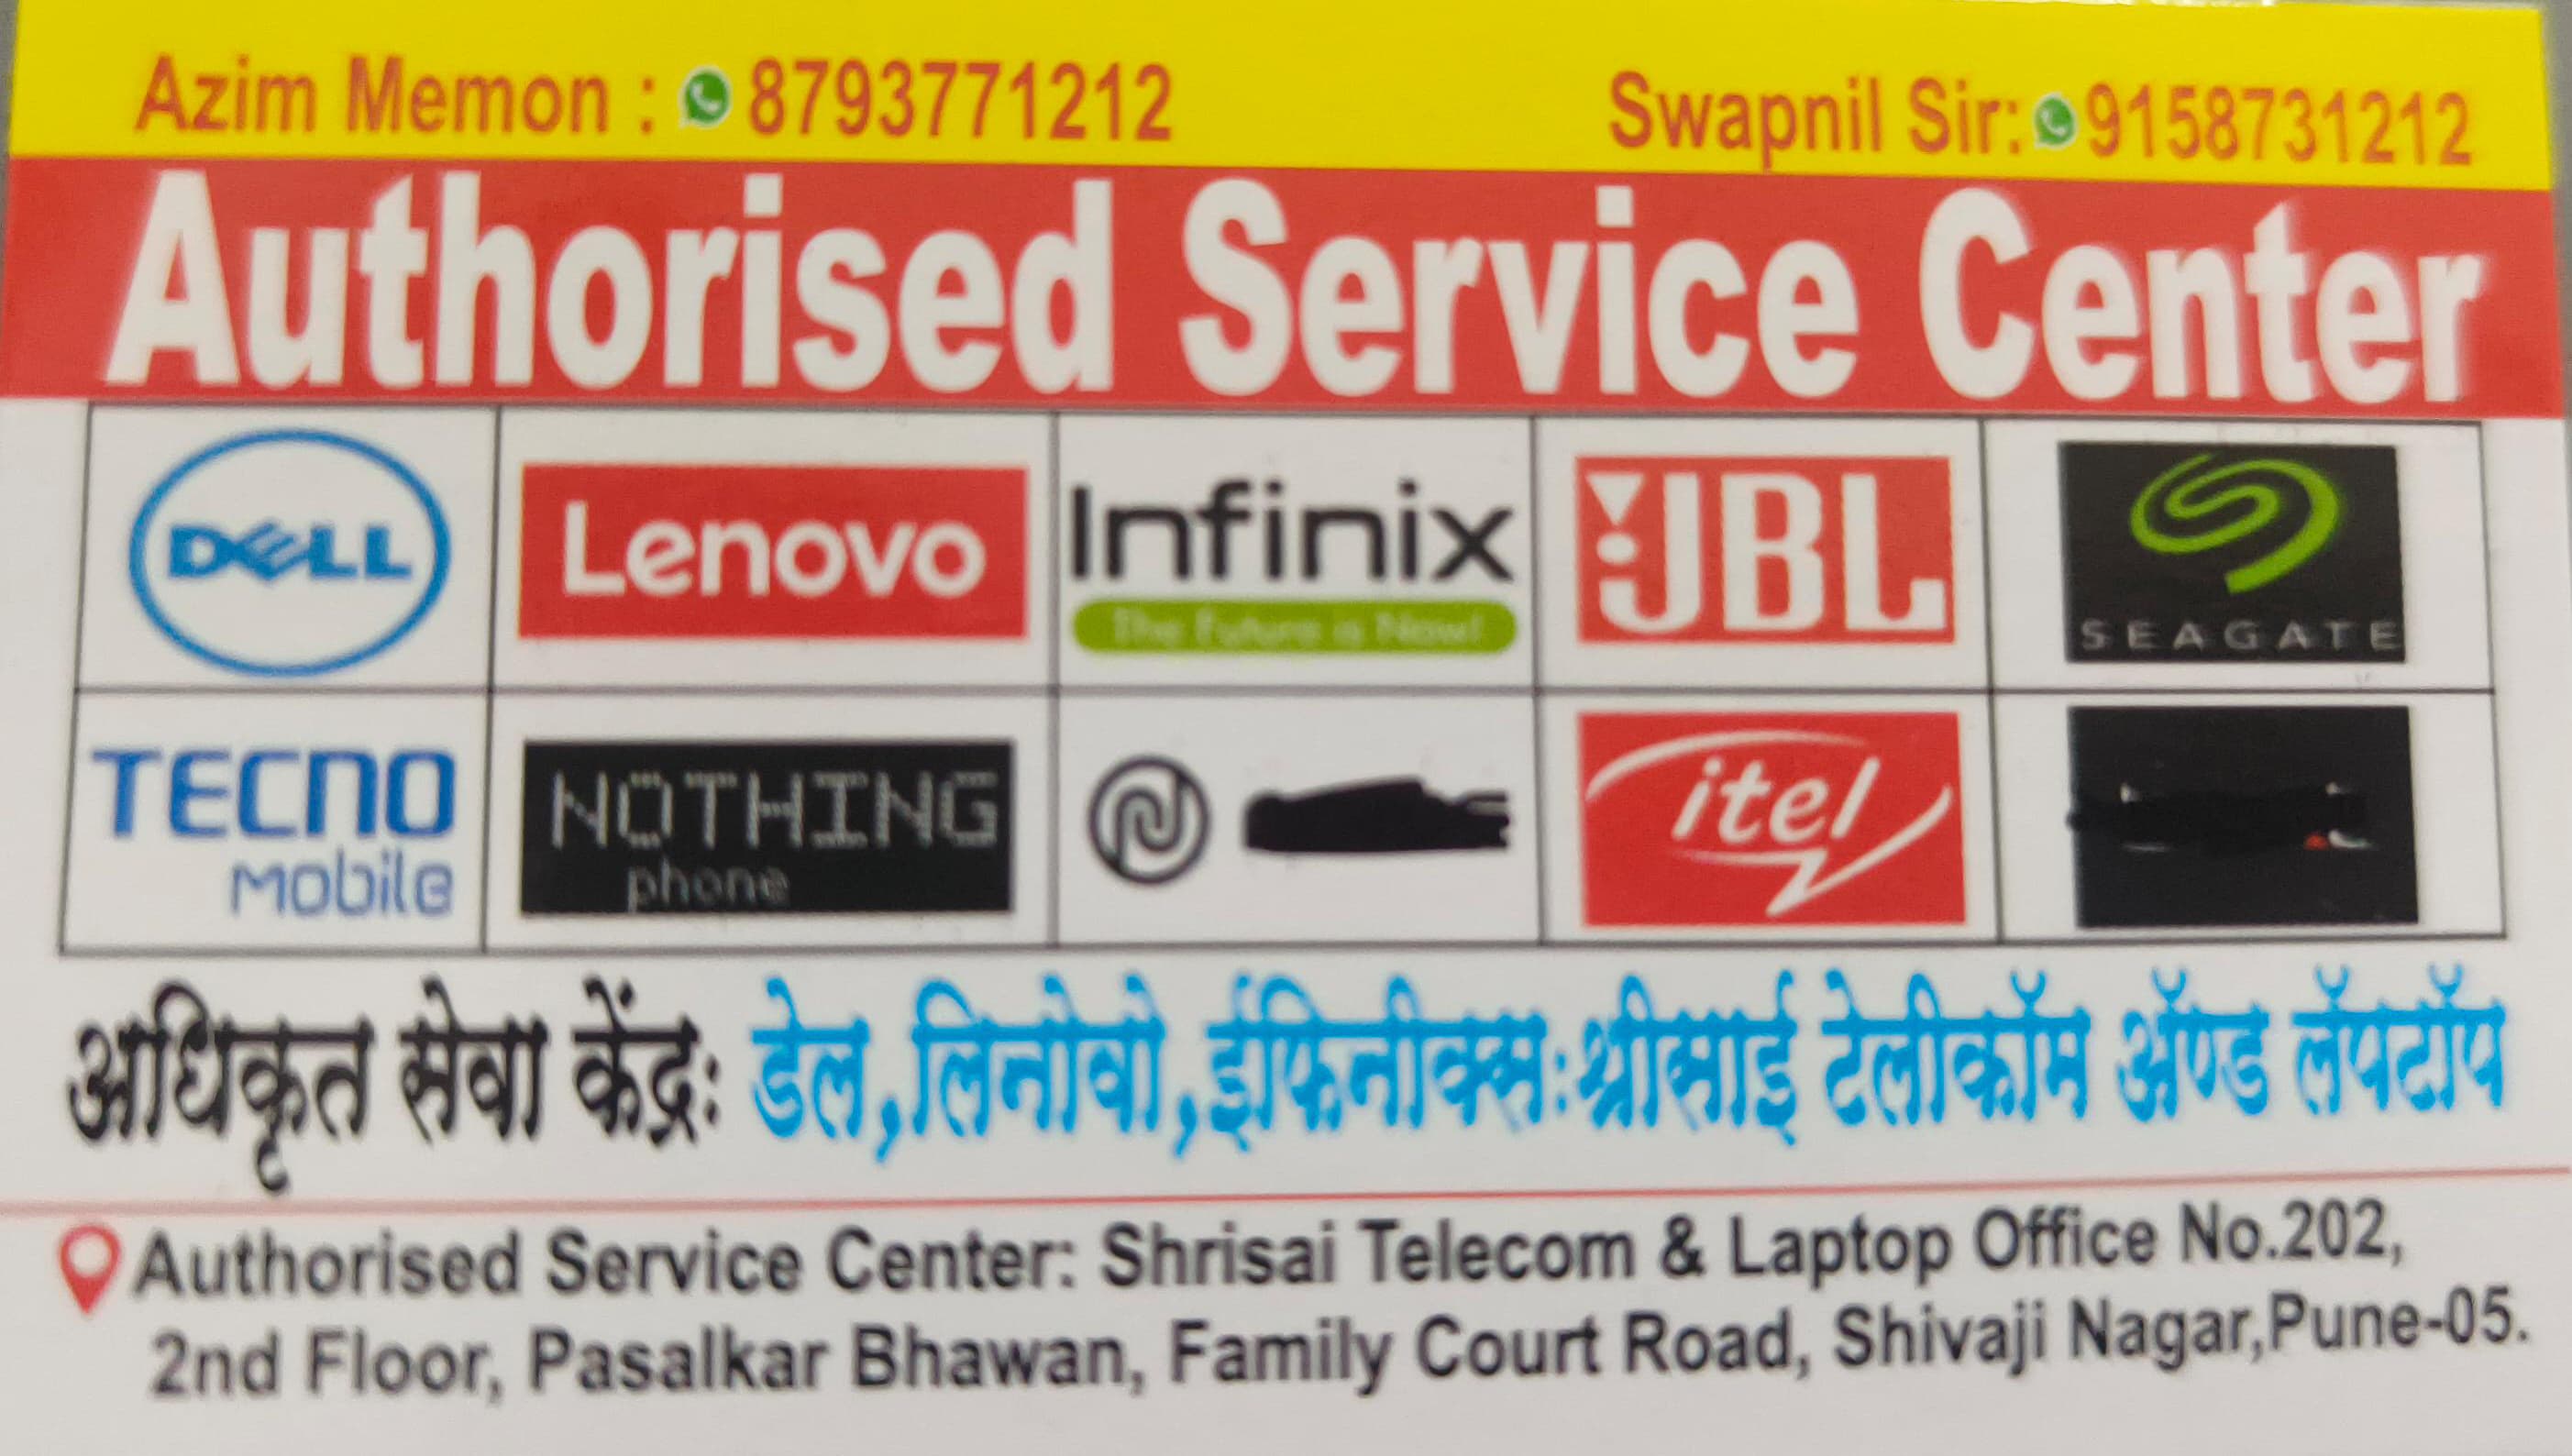 Azim Memon : 8793771212 Swapnil Sir: 9158731212
Authorised Service Center
DELL Lenovo Infinix JBL SEAGATE
The Future is Now!
TECNO NOTHING itel
mobile phone
अधिकृत सेवा केंद्रः डेल,लिनोवो,ईंफिनीक्सःश्रीसाई टेलीकॉम ॲण्ड लॅपटॉप
Authorised Service Center: Shrisai Telecom & Laptop Office No.202,
2nd Floor, Pasalkar Bhawan, Family Court Road, Shivaji Nagar,Pune-05.